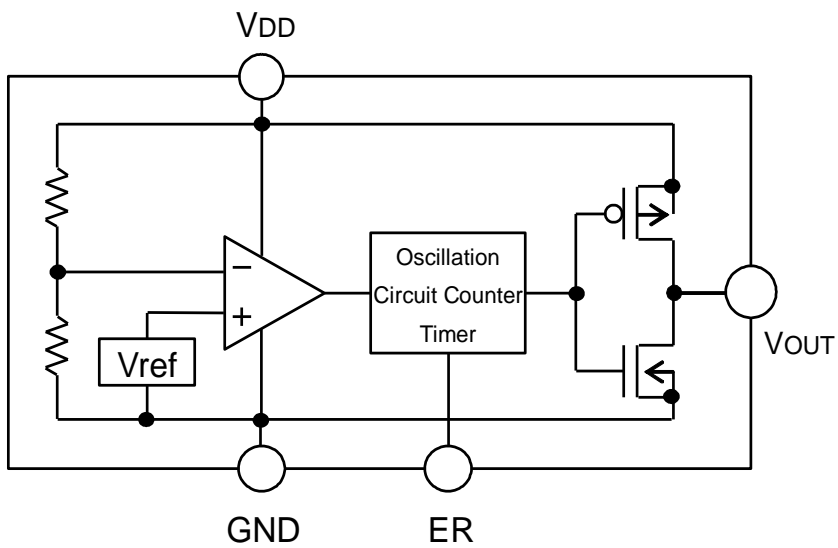 VDD
Oscillation
Circuit Counter
Timer
−
+
Vref
VOUT
GND
ER